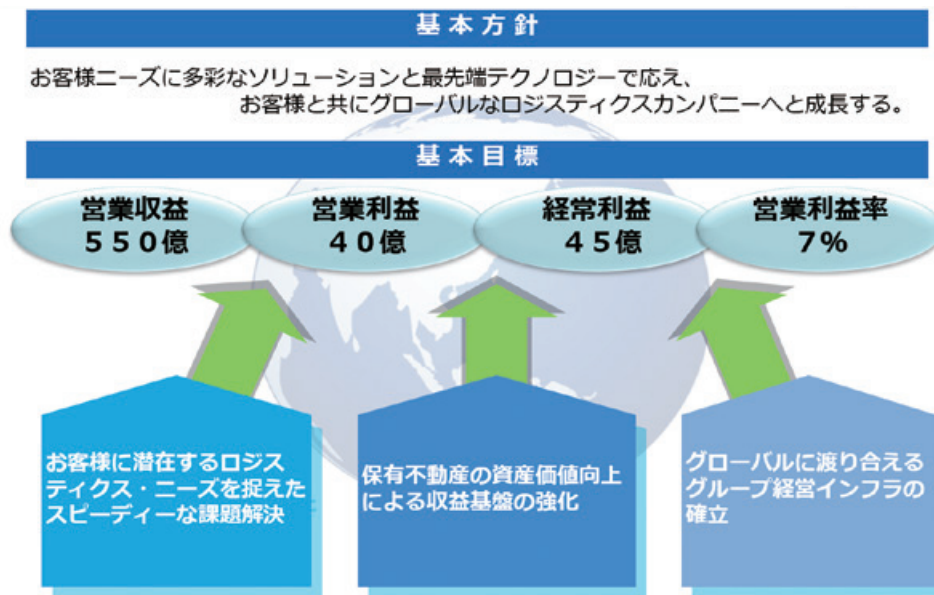 基本方針
お客様ニーズに多彩なソリューションと最先端テクノロジーで応え、
お客様と共にグローバルなロジスティクスカンパニーへと成長する。
基本目標
営業収益
５５０億
営業利益
４０億
経常利益
４５億
営業利益率
７％
お客様に潜在するロジス
ティクス・ニーズを捉えた
スピーディーな課題解決
保有不動産の資産価値向上
による収益基盤の強化
グローバルに渡り合える
グループ経営インフラの
確立